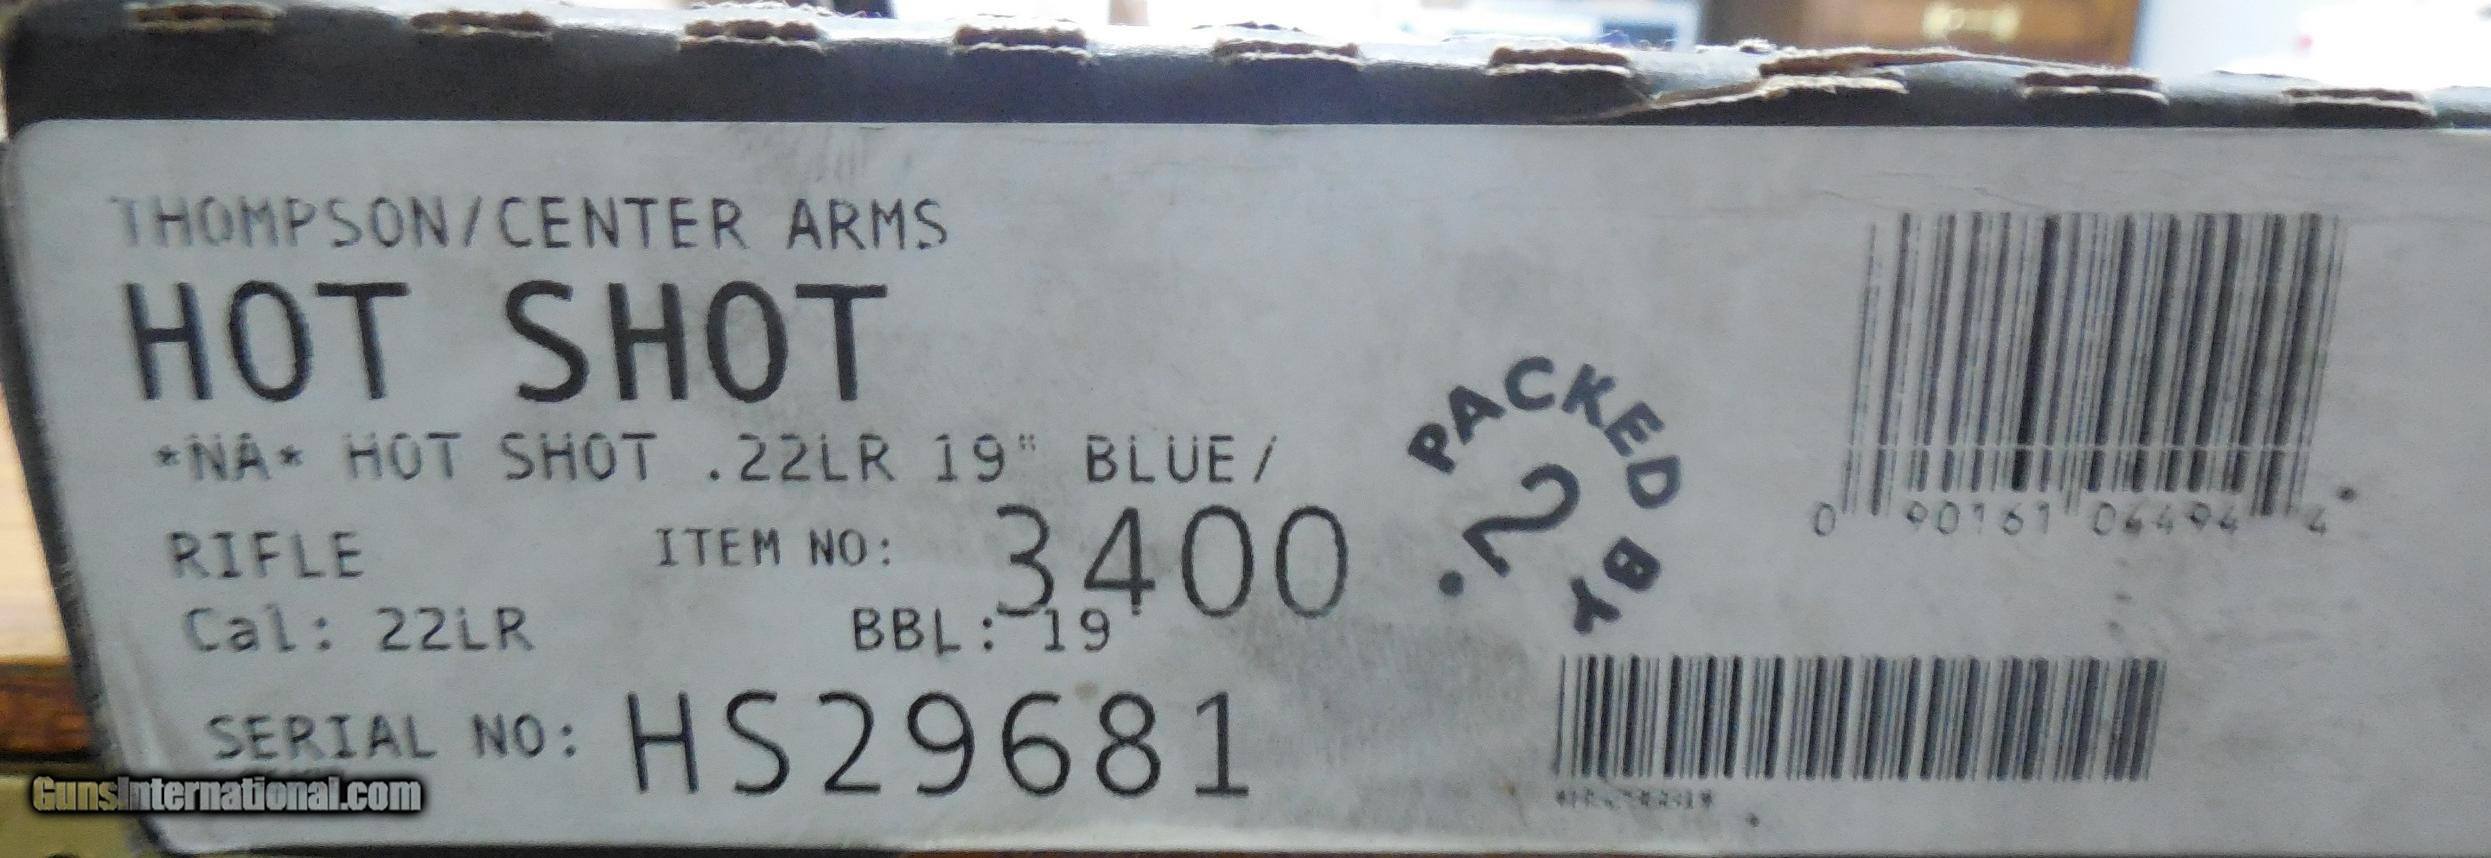 THOMPSON/CENTER ARMS
HOT SHOT
*NA* HOT SHOT .22LR 19" BLUE/
RIFLE ITEM NO: 3400
Cal: 22LR BBL: 19'
SERIAL NO: HS29681
PACKED BY
2.
0 90161 06494 4
GunsInternational.com